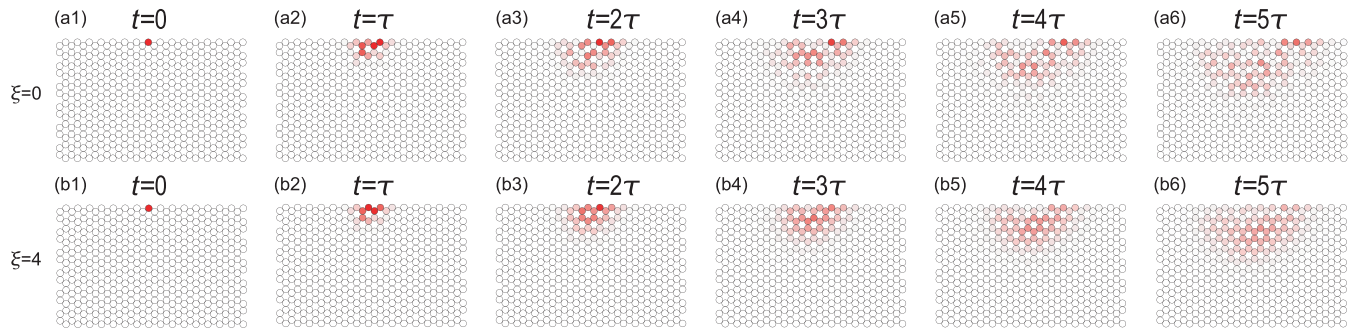 (a1) t=0 (a2) t=τ (a3) t=2τ (a4) t=3τ (a5) t=4τ (a6) t=5τ
ξ=0
(b1) t=0 (b2) t=τ (b3) t=2τ (b4) t=3τ (b5) t=4τ (b6) t=5τ
ξ=4